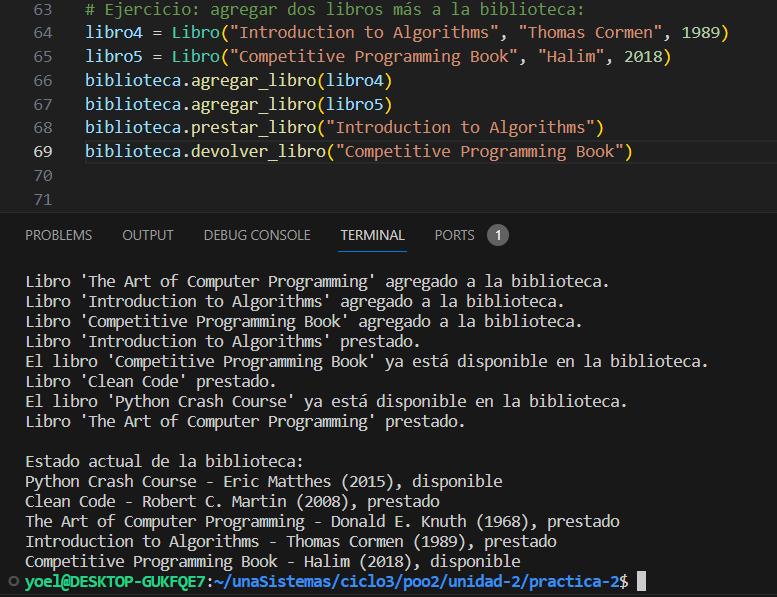 63 # Ejercicio: agregar dos libros más a la biblioteca:
64 libro4 = Libro("Introduction to Algorithms", "Thomas Cormen", 1989)
65 libro5 = Libro("Competitive Programming Book", "Halim", 2018)
66 biblioteca.agregar_libro(libro4)
67 biblioteca.agregar_libro(libro5)
68 biblioteca.prestar_libro("Introduction to Algorithms")
69 biblioteca.devolver_libro("Competitive Programming Book")
70
71
PROBLEMS OUTPUT DEBUG CONSOLE TERMINAL PORTS 1
Libro 'The Art of Computer Programming' agregado a la biblioteca.
Libro 'Introduction to Algorithms' agregado a la biblioteca.
Libro 'Competitive Programming Book' agregado a la biblioteca.
Libro 'Introduction to Algorithms' prestado.
El libro 'Competitive Programming Book' ya está disponible en la biblioteca.
Libro 'Clean Code' prestado.
El libro 'Python Crash Course' ya está disponible en la biblioteca.
Libro 'The Art of Computer Programming' prestado.
Estado actual de la biblioteca:
Python Crash Course - Eric Matthes (2015), disponible
Clean Code - Robert C. Martin (2008), prestado
The Art of Computer Programming - Donald E. Knuth (1968), prestado
Introduction to Algorithms - Thomas Cormen (1989), prestado
Competitive Programming Book - Halim (2018), disponible
yoel@DESKTOP-GUKFQE7:~/unaSistemas/ciclo3/poo2/unidad-2/practica-2$